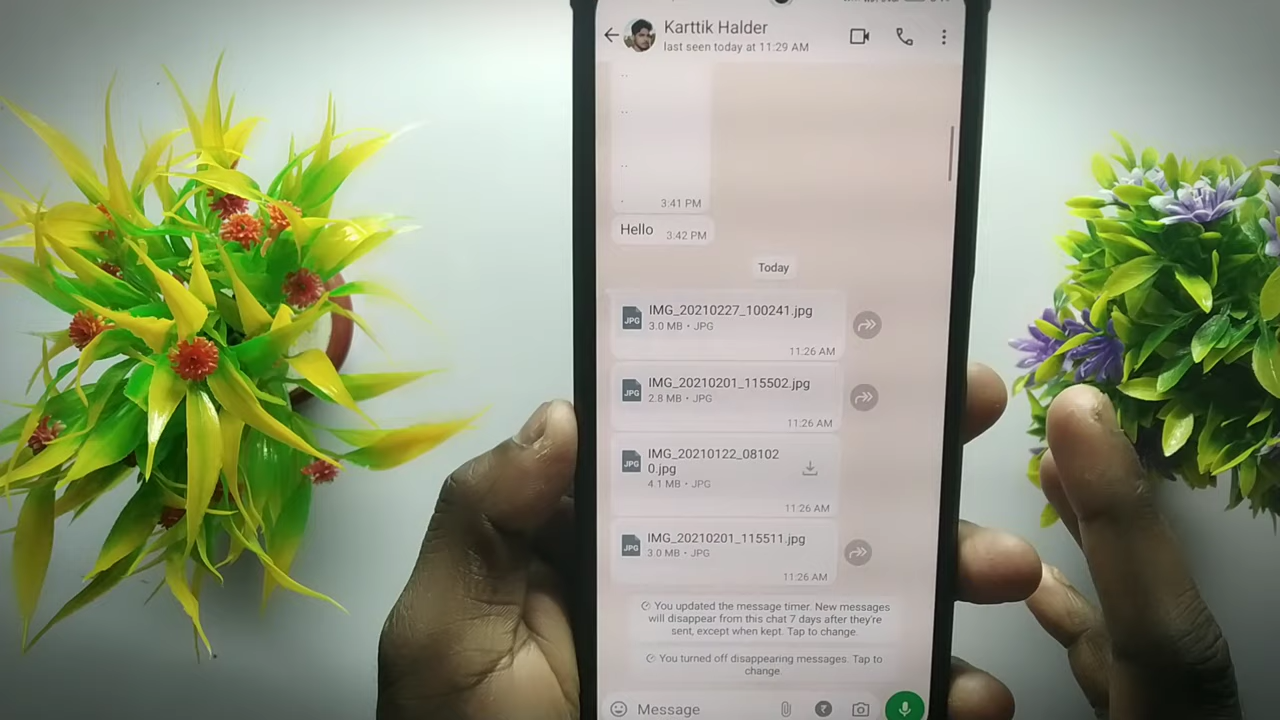 Karttik Halder
last seen today at 11:29 AM
..
..
..
.
3:41 PM
Hello
3:42 PM
Today
JPG
IMG_20210227_100241.jpg
3.0 MB • JPG
11:26 AM
JPG
IMG_20210201_115502.jpg
2.8 MB • JPG
11:26 AM
JPG
IMG_20210122_08102
0.jpg
4.1 MB • JPG
11:26 AM
JPG
IMG_20210201_115511.jpg
3.0 MB • JPG
11:26 AM
You updated the message timer. New messages
will disappear from this chat 7 days after they're
sent, except when kept. Tap to change.
You turned off disappearing messages. Tap to
change.
Message
₹